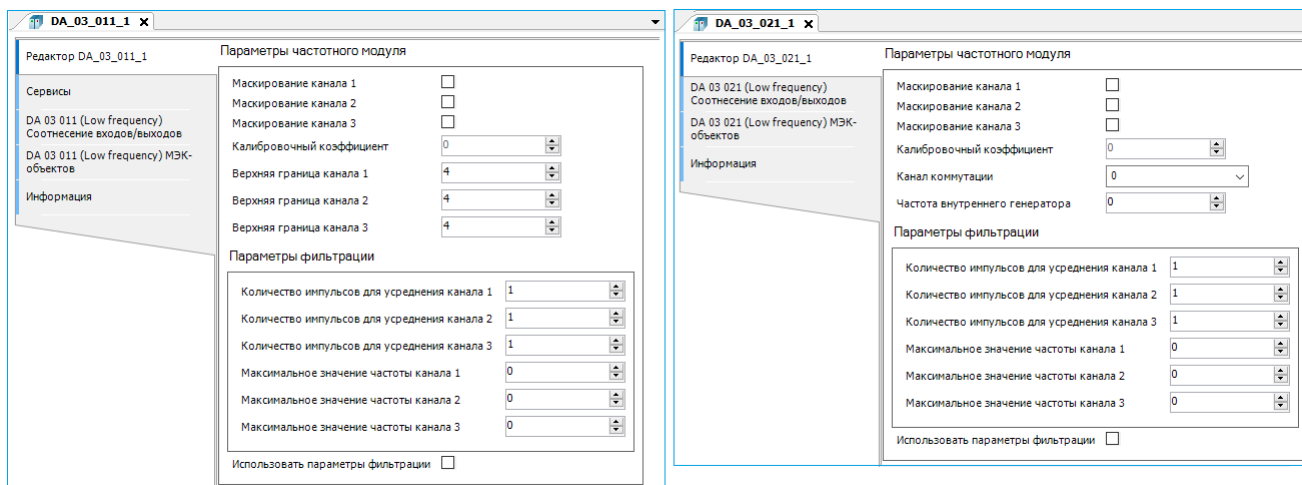 DA_03_011_1
Редактор DA_03_011_1
Сервисы
DA 03 011 (Low frequency)
Соотнесение входов/выходов
DA 03 011 (Low frequency) МЭК-
объектов
Информация
Параметры частотного модуля
Маскирование канала 1
Маскирование канала 2
Маскирование канала 3
Калибровочный коэффициент 0
Верхняя граница канала 1 4
Верхняя граница канала 2 4
Верхняя граница канала 3 4
Параметры фильтрации
Количество импульсов для усреднения канала 1 1
Количество импульсов для усреднения канала 2 1
Количество импульсов для усреднения канала 3 1
Максимальное значение частоты канала 1 0
Максимальное значение частоты канала 2 0
Максимальное значение частоты канала 3 0
Использовать параметры фильтрации
DA_03_021_1
Редактор DA_03_021_1
DA 03 021 (Low frequency)
Соотнесение входов/выходов
DA 03 021 (Low frequency) МЭК-
объектов
Информация
Параметры частотного модуля
Маскирование канала 1
Маскирование канала 2
Маскирование канала 3
Калибровочный коэффициент 0
Канал коммутации 0
Частота внутреннего генератора 0
Параметры фильтрации
Количество импульсов для усреднения канала 1 1
Количество импульсов для усреднения канала 2 1
Количество импульсов для усреднения канала 3 1
Максимальное значение частоты канала 1 0
Максимальное значение частоты канала 2 0
Максимальное значение частоты канала 3 0
Использовать параметры фильтрации